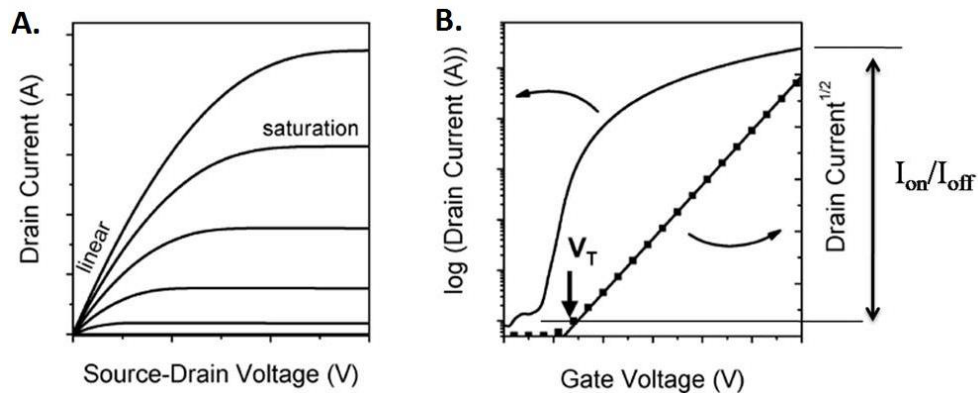 A.
Drain Current (A)
linear
saturation
Source-Drain Voltage (V)
B.
log (Drain Current (A))
V_T
Gate Voltage (V)
Drain Current^1/2
I_on/I_off